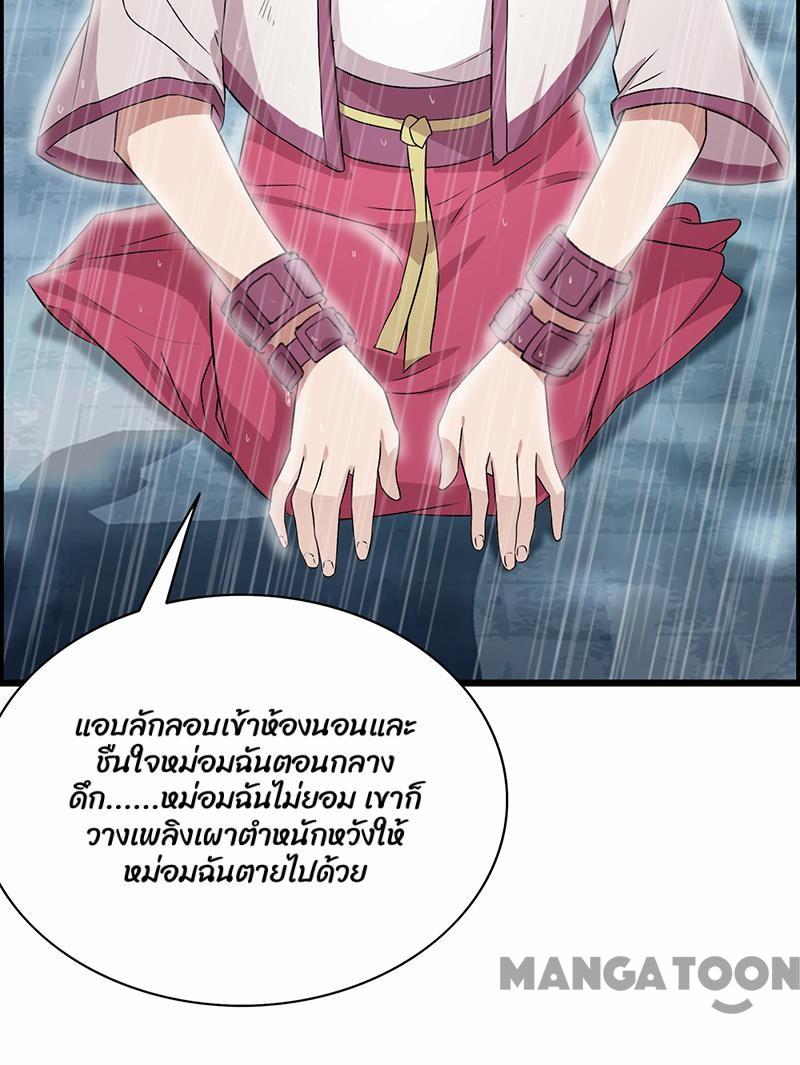 แอบลักลอบเข้าห้องนอนและ
ขืนใจหม่อมฉันตอนกลาง
ดึก......หม่อมฉันไม่ยอม เขาก็
วางเพลิงเผาตำหนักหวังให้
หม่อมฉันตายไปด้วย
MANGATOON